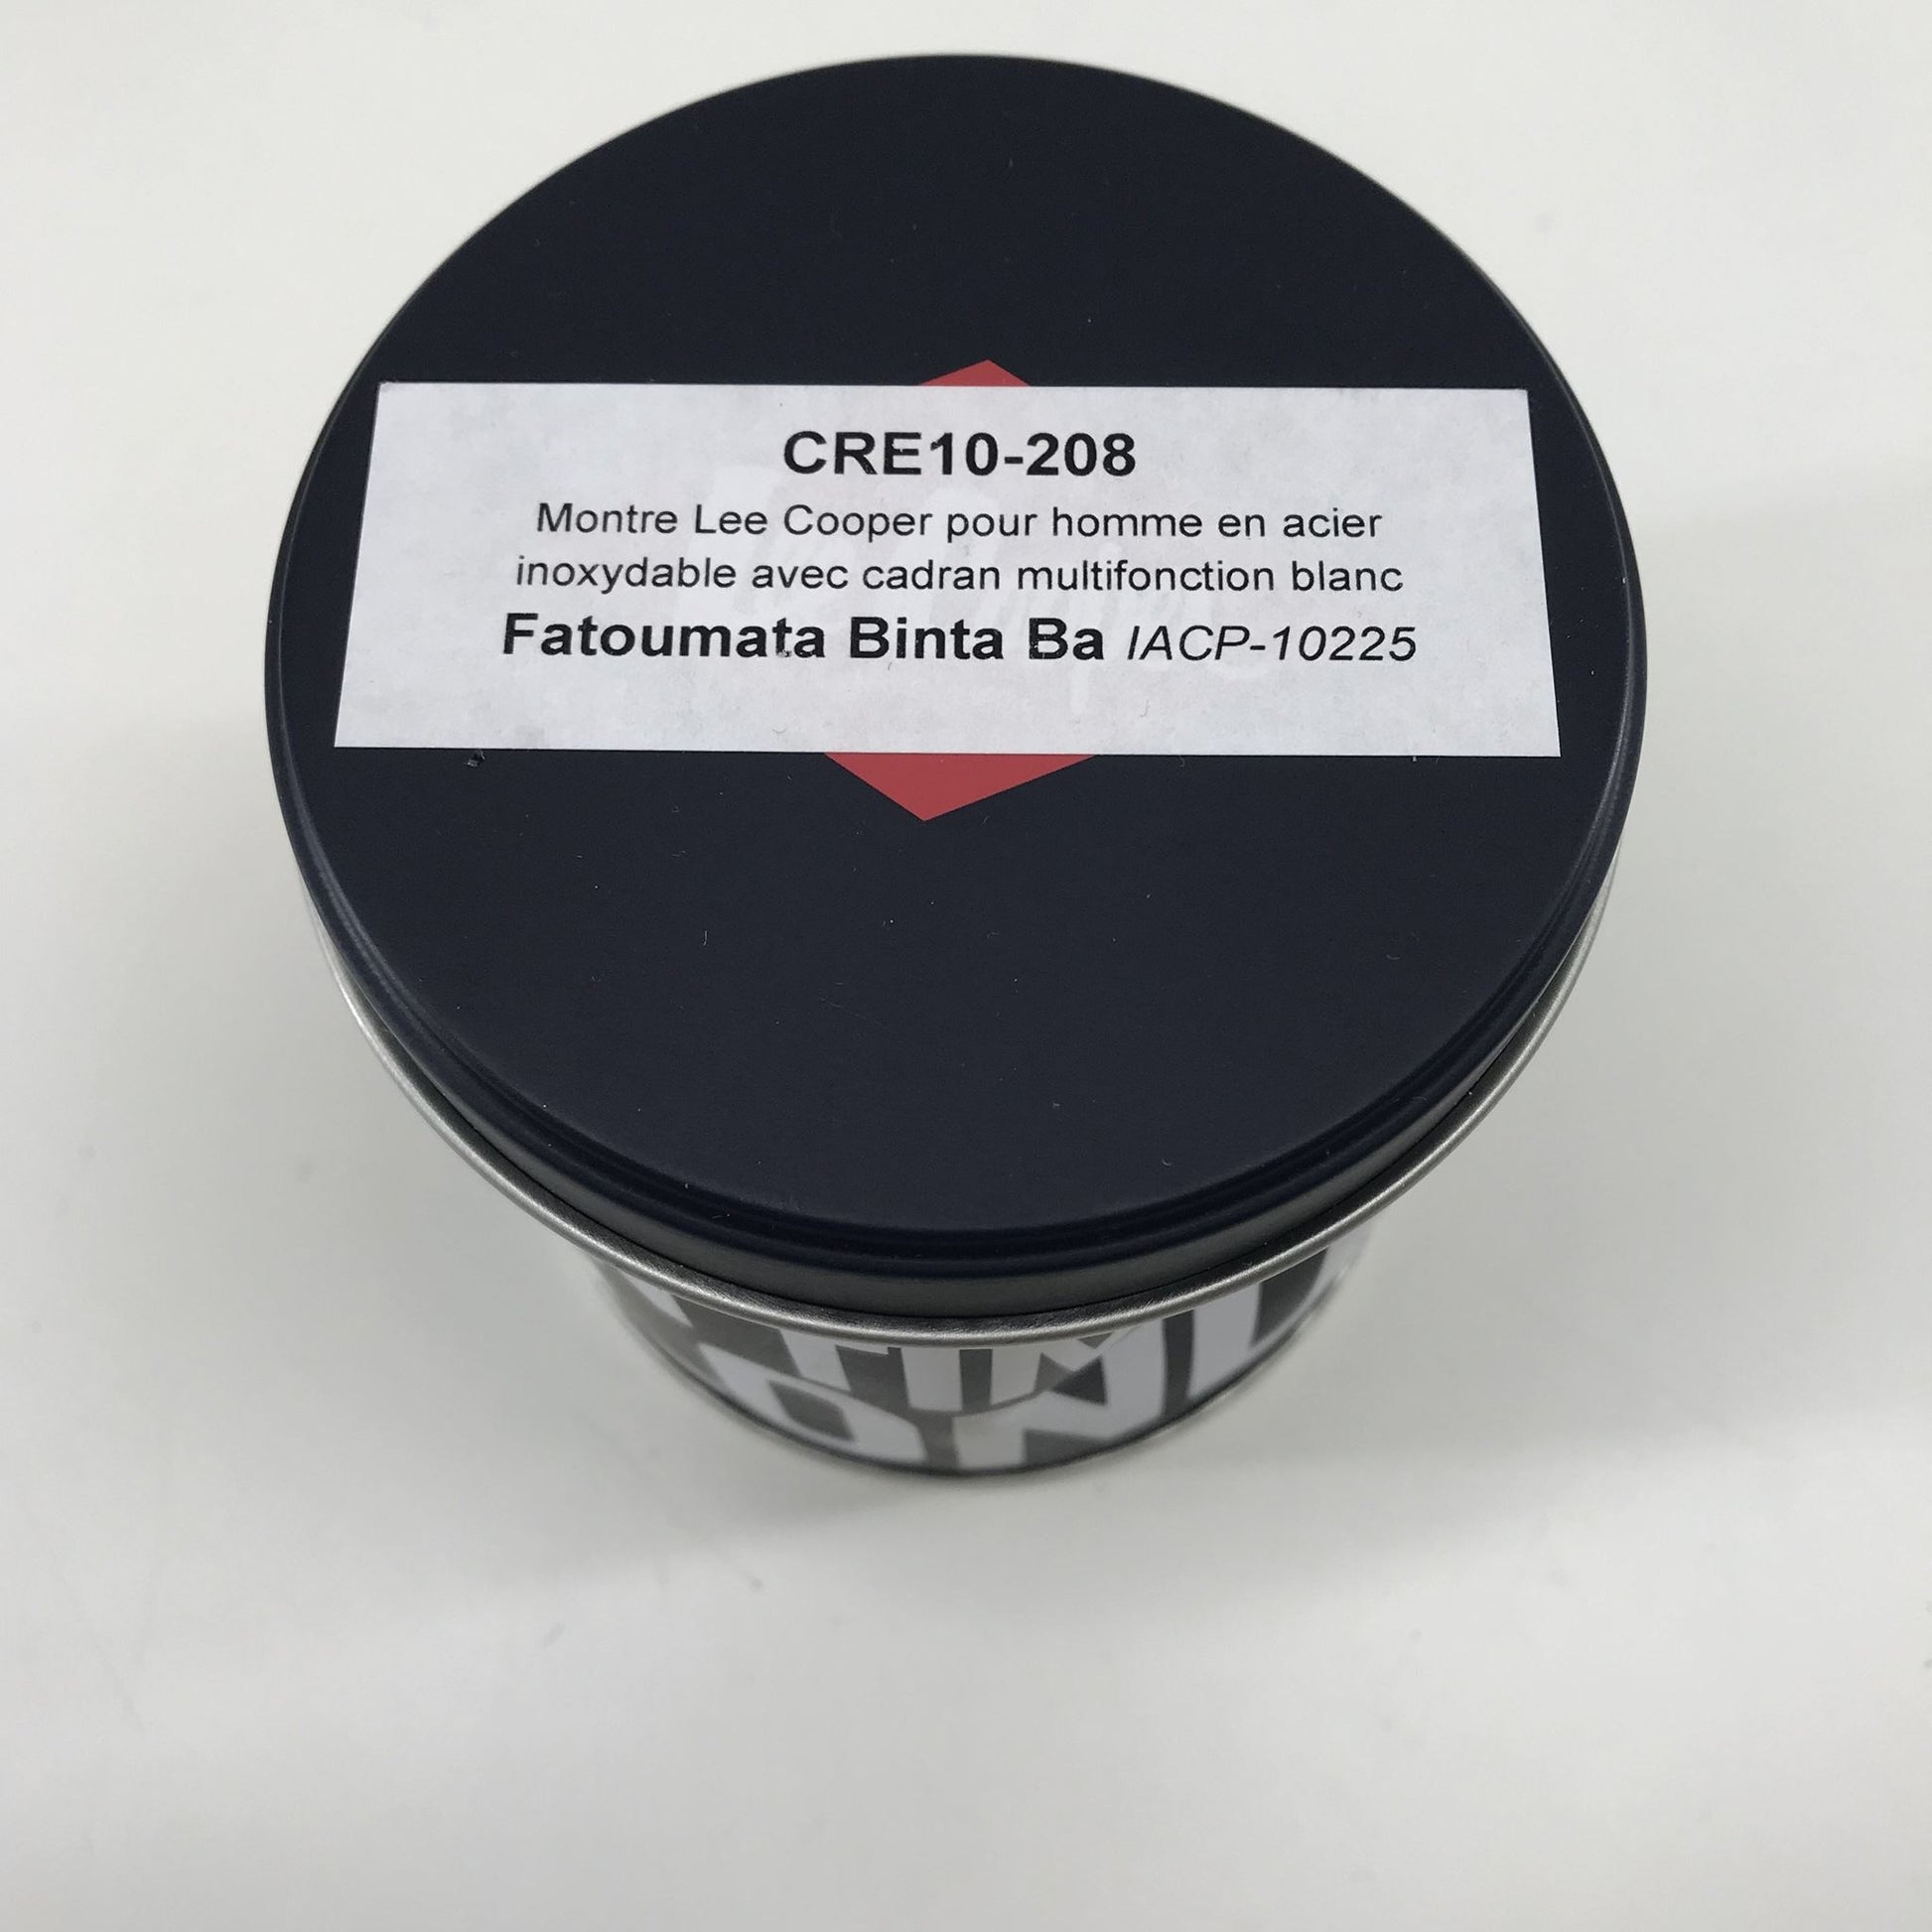 CRE10-208
Montre Lee Cooper pour homme en acier
inoxydable avec cadran multifonction blanc
Fatoumata Binta Ba IACP-10225